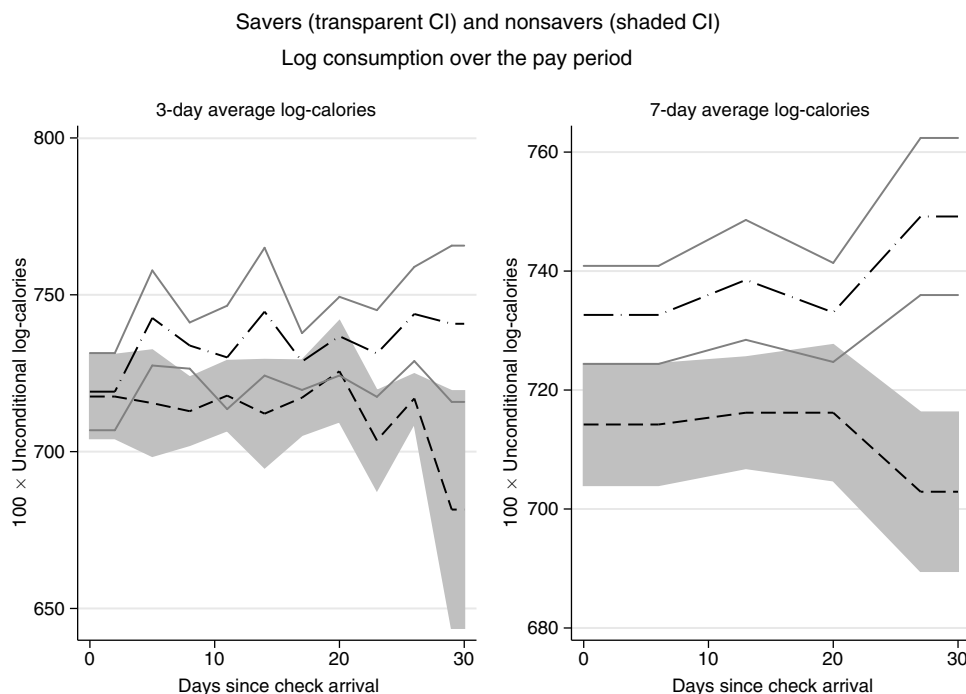 Savers (transparent CI) and nonsavers (shaded CI)
Log consumption over the pay period
3-day average log-calories
100 × Unconditional log-calories
800
750
700
650
0 10 20 30
Days since check arrival
7-day average log-calories
100 × Unconditional log-calories
760
740
720
700
680
0 10 20 30
Days since check arrival